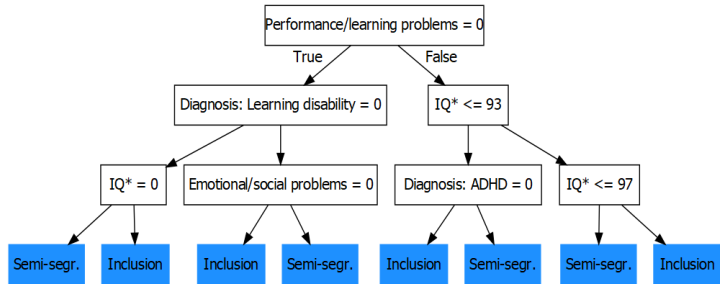 Performance/learning problems = 0
True
False
Diagnosis: Learning disability = 0
IQ* <= 93
IQ* = 0
Emotional/social problems = 0
Diagnosis: ADHD = 0
IQ* <= 97
Semi-segr.
Inclusion
Inclusion
Semi-segr.
Inclusion
Semi-segr.
Semi-segr.
Inclusion